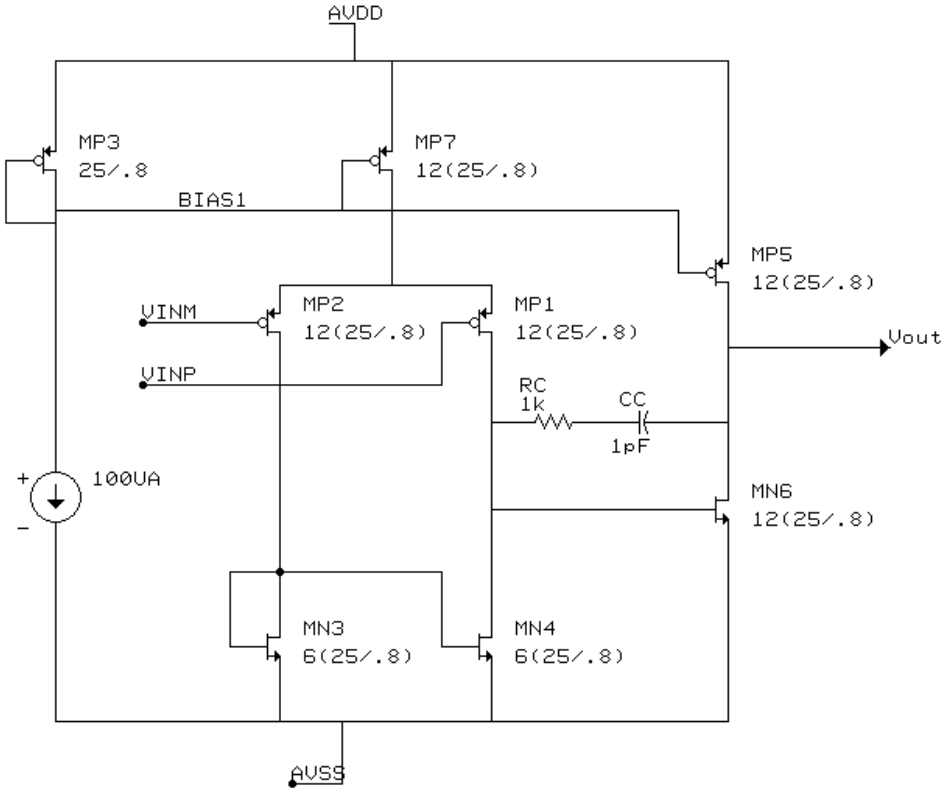 AVDD
MP3
25/.8
MP7
12(25/.8)
BIAS1
MP5
12(25/.8)
VINM
MP2
12(25/.8)
MP1
12(25/.8)
Vout
VINP
RC
1k
CC
1pF
+
100UA
-
MN6
12(25/.8)
MN3
6(25/.8)
MN4
6(25/.8)
AVSS